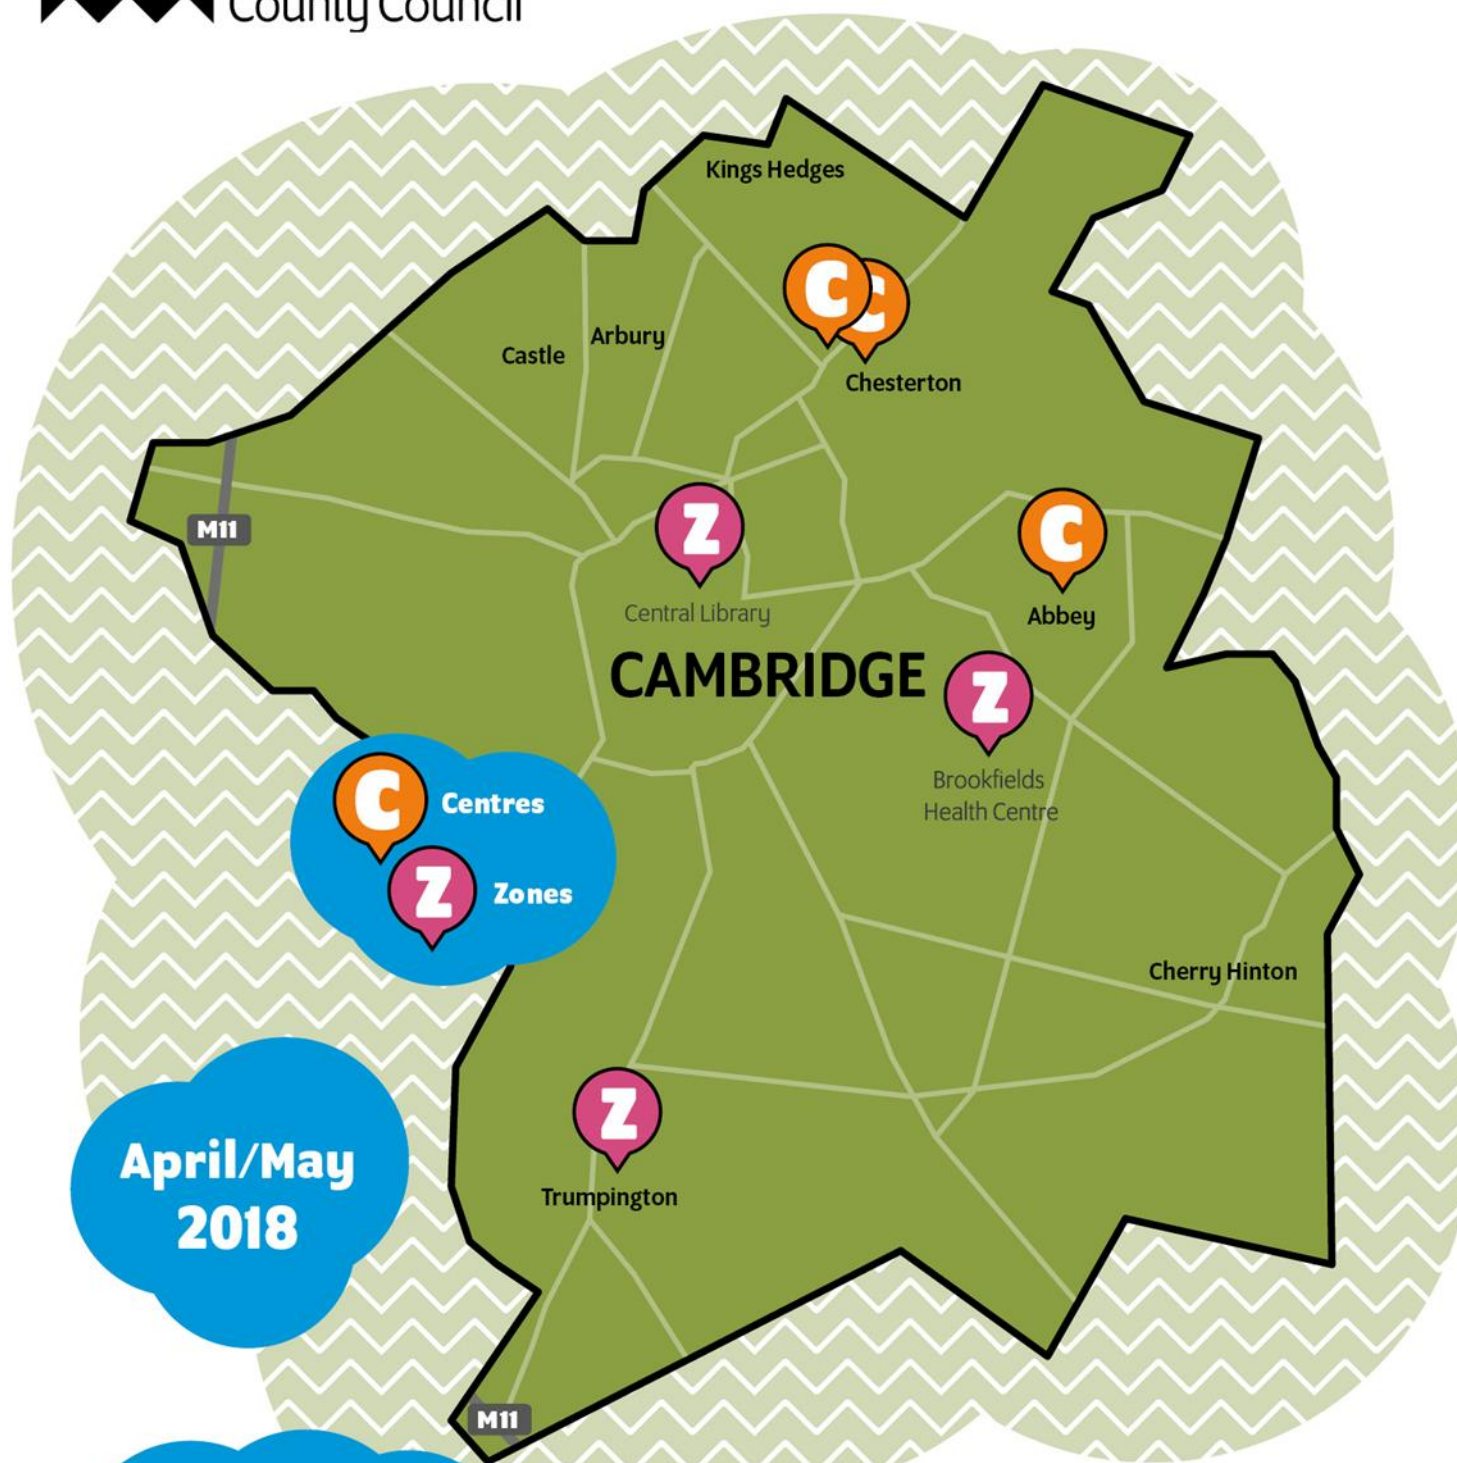 County Council
Kings Hedges
C
C
Arbury
Castle
Chesterton
Z
C
M11
Central Library
Abbey
CAMBRIDGE
Z
Brookfields
Health Centre
C Centres
Z Zones
Cherry Hinton
Z
April/May
2018
Trumpington
M11